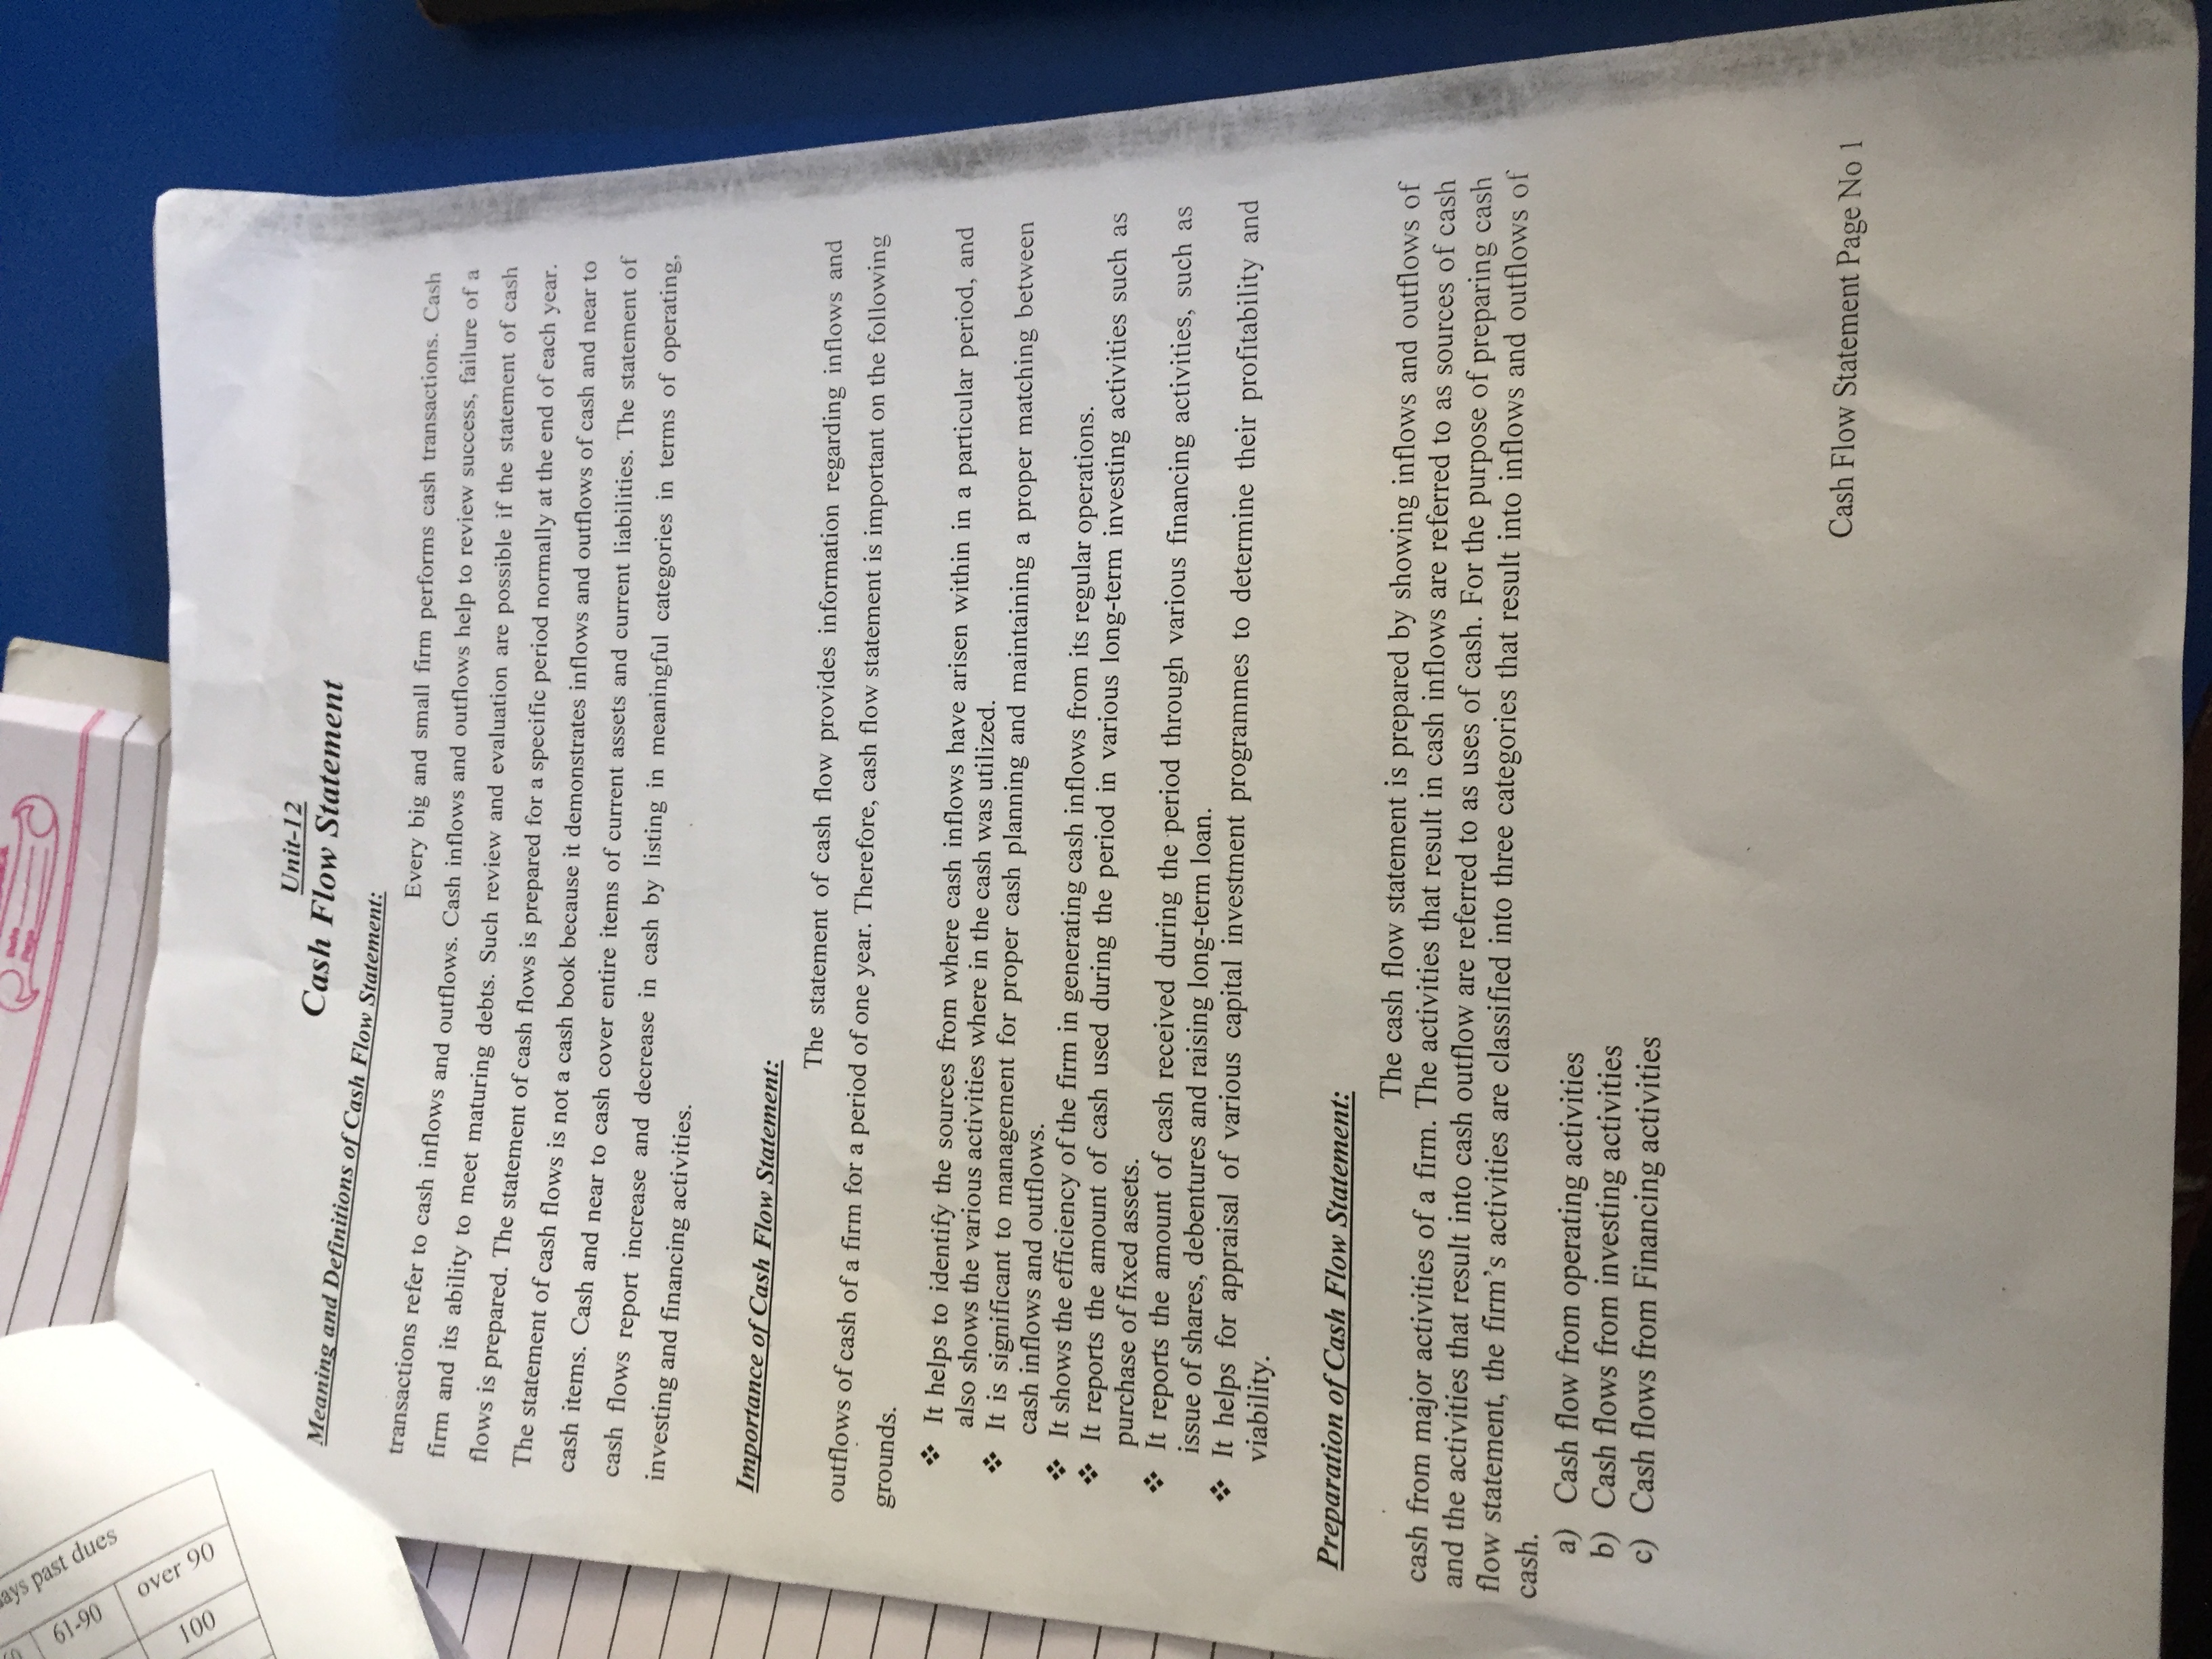 ays past dues
61-90
over 90
100
Date
Page
Unit-12
Cash Flow Statement
Meaning and Definitions of Cash Flow Statement:
Every big and small firm performs cash transactions. Cash
transactions refer to cash inflows and outflows. Cash inflows and outflows help to review success, failure of a
firm and its ability to meet maturing debts. Such review and evaluation are possible if the statement of cash
flows is prepared. The statement of cash flows is prepared for a specific period normally at the end of each year.
The statement of cash flows is not a cash book because it demonstrates inflows and outflows of cash and near to
cash items. Cash and near to cash cover entire items of current assets and current liabilities. The statement of
cash flows report increase and decrease in cash by listing in meaningful categories in terms of operating,
investing and financing activities.
Importance of Cash Flow Statement:
The statement of cash flow provides information regarding inflows and
outflows of cash of a firm for a period of one year. Therefore, cash flow statement is important on the following
grounds.
❖ It helps to identify the sources from where cash inflows have arisen within in a particular period, and
also shows the various activities where in the cash was utilized.
❖ It is significant to management for proper cash planning and maintaining a proper matching between
cash inflows and outflows.
❖ It shows the efficiency of the firm in generating cash inflows from its regular operations.
❖ It reports the amount of cash used during the period in various long-term investing activities such as
purchase of fixed assets.
❖ It reports the amount of cash received during the period through various financing activities, such as
issue of shares, debentures and raising long-term loan.
❖ It helps for appraisal of various capital investment programmes to determine their profitability and
viability.
Preparation of Cash Flow Statement:
The cash flow statement is prepared by showing inflows and outflows of
cash from major activities of a firm. The activities that result in cash inflows are referred to as sources of cash
and the activities that result into cash outflow are referred to as uses of cash. For the purpose of preparing cash
flow statement, the firm's activities are classified into three categories that result into inflows and outflows of
cash.
a) Cash flow from operating activities
b) Cash flows from investing activities
c) Cash flows from Financing activities
Cash Flow Statement Page No 1